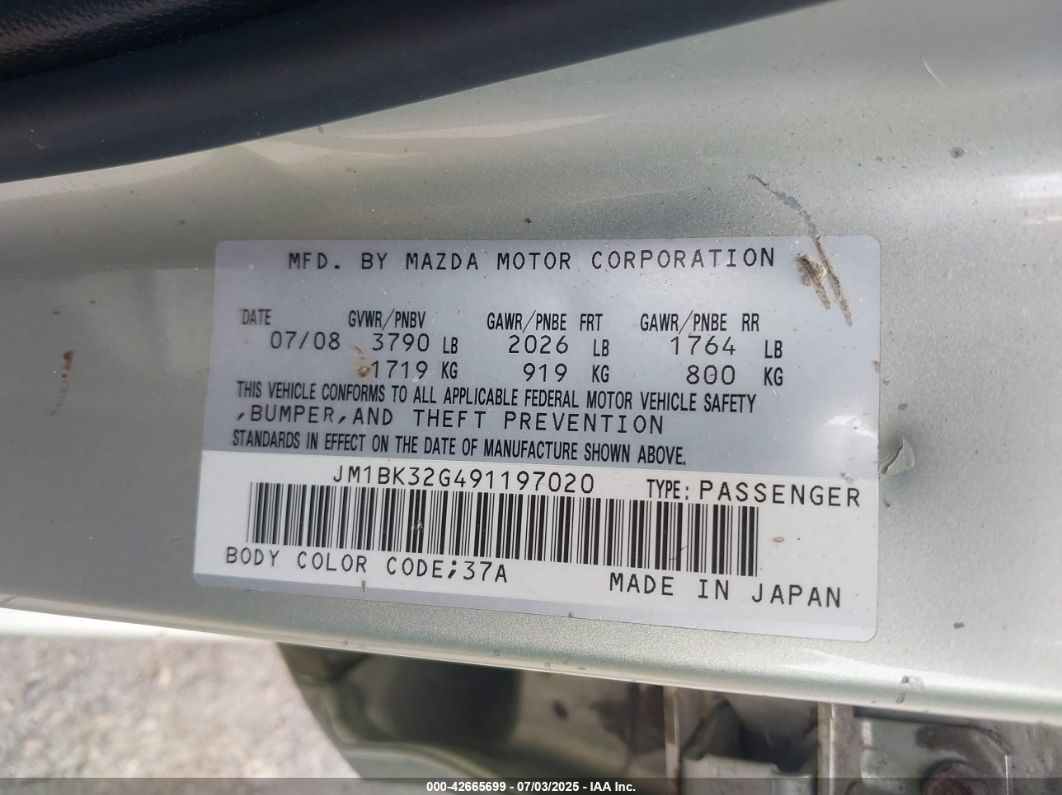 MFD. BY MAZDA MOTOR CORPORATION
DATE GVWR/PNBV GAWR/PNBE FRT GAWR/PNBE RR
07/08 3790 LB 2026 LB 1764 LB
1719 KG 919 KG 800 KG
THIS VEHICLE CONFORMS TO ALL APPLICABLE FEDERAL MOTOR VEHICLE SAFETY
,BUMPER,AND THEFT PREVENTION
STANDARDS IN EFFECT ON THE DATE OF MANUFACTURE SHOWN ABOVE.
JM1BK32G491197020 TYPE: PASSENGER
BODY COLOR CODE;37A MADE IN JAPAN
000-42665699 - 07/03/2025 - IAA Inc.